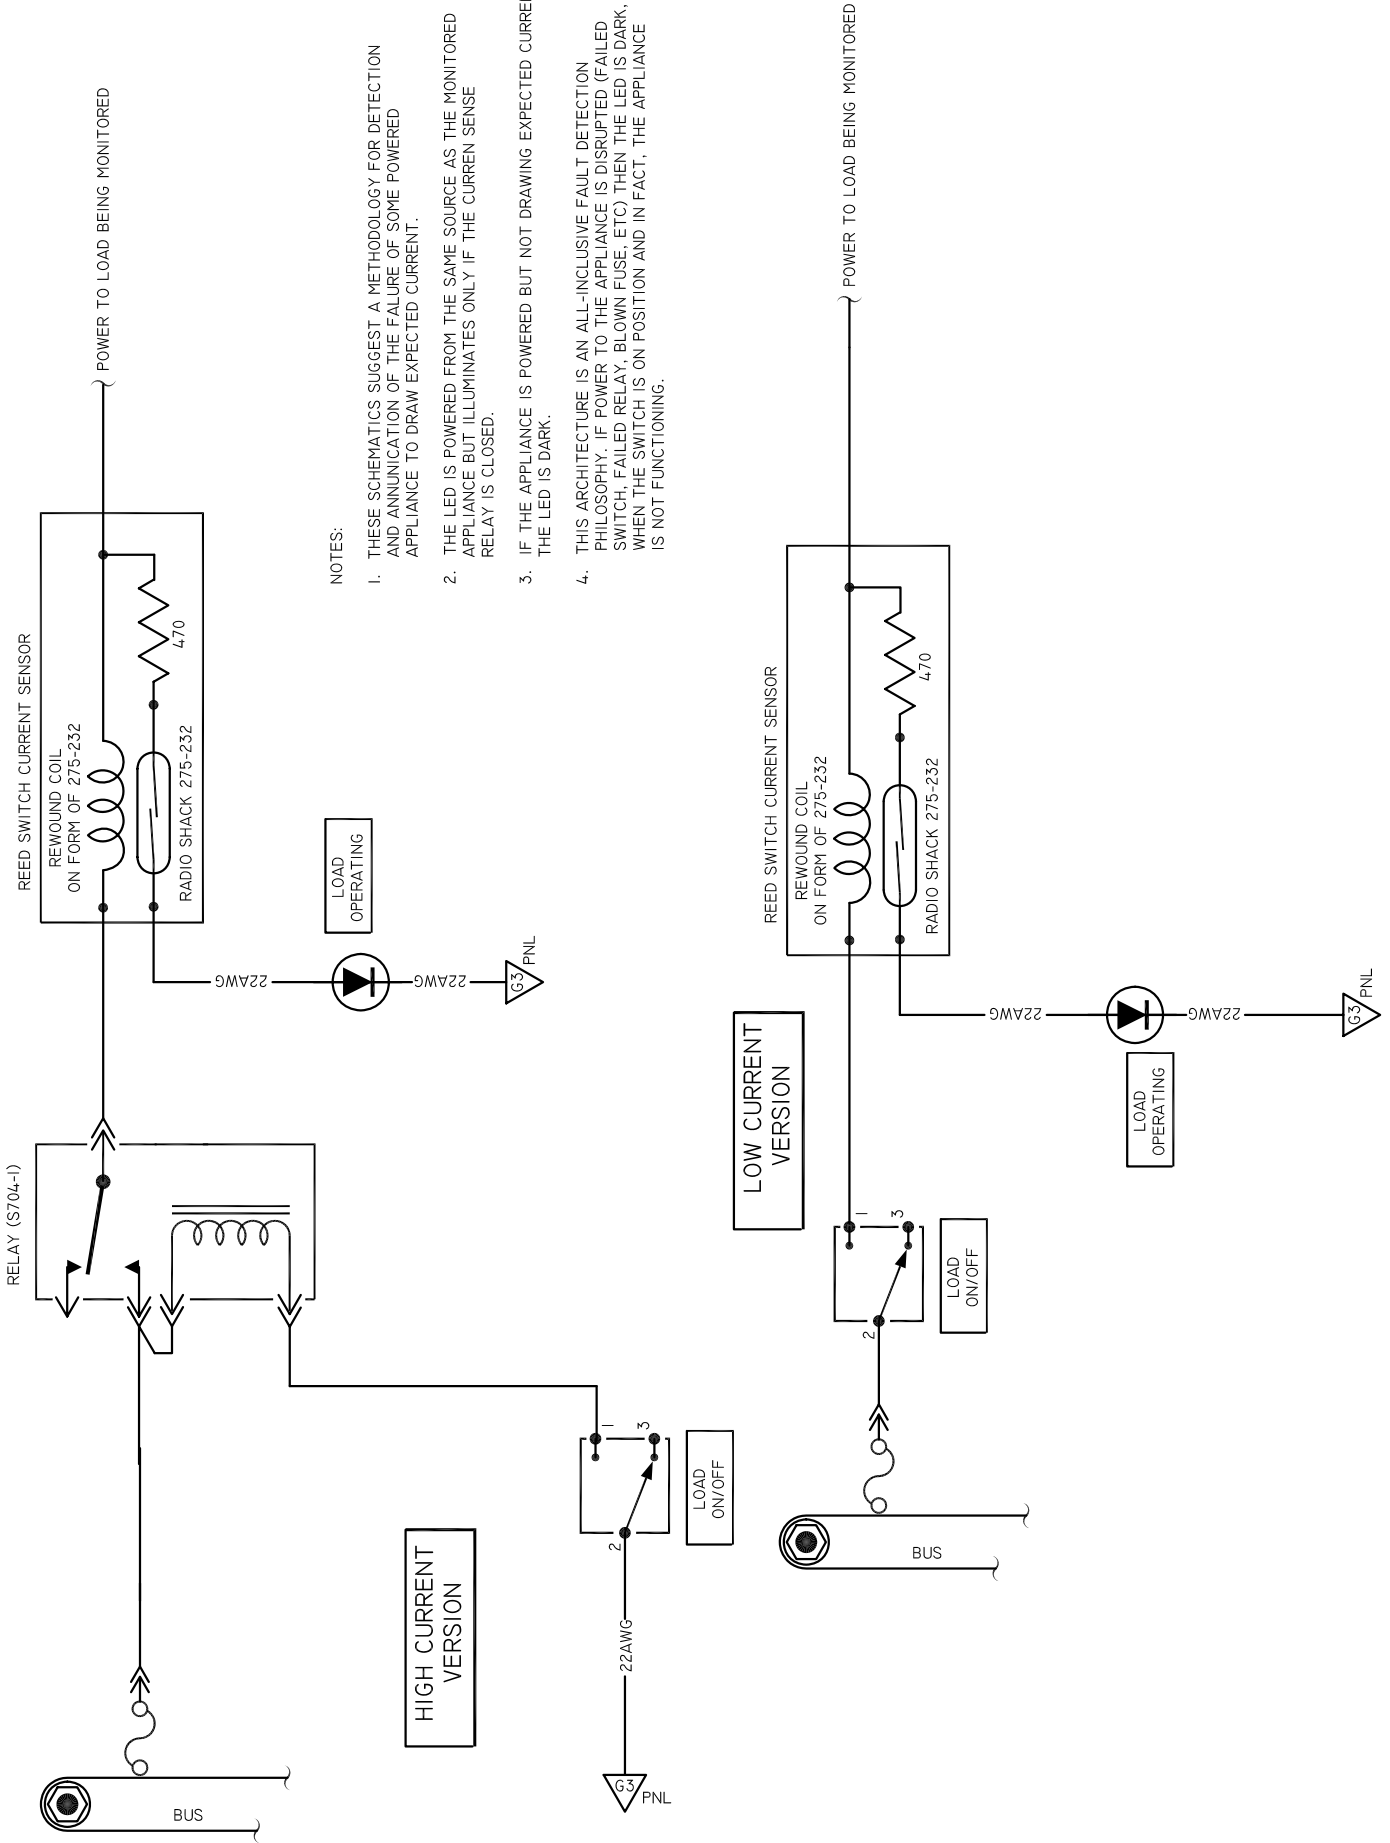 RELAY (S704-1)
REED SWITCH CURRENT SENSOR
REWOUND COIL
ON FORM OF 275-232
RADIO SHACK 275-232
470
POWER TO LOAD BEING MONITORED
22AWG
LOAD
OPERATING
22AWG
G3
PNL
BUS
HIGH CURRENT
VERSION
G3
PNL
22AWG
2
1
3
LOAD
ON/OFF
NOTES:
1. THESE SCHEMATICS SUGGEST A METHODOLOGY FOR DETECTION
AND ANNUNICATION OF THE FALURE OF SOME POWERED
APPLIANCE TO DRAW EXPECTED CURRENT.
2. THE LED IS POWERED FROM THE SAME SOURCE AS THE MONITORED
APPLIANCE BUT ILLUMINATES ONLY IF THE CURREN SENSE
RELAY IS CLOSED.
3. IF THE APPLIANCE IS POWERED BUT NOT DRAWING EXPECTED CURRE
THE LED IS DARK.
4. THIS ARCHITECTURE IS AN ALL-INCLUSIVE FAULT DETECTION
PHILOSOPHY. IF POWER TO THE APPLIANCE IS DISRUPTED (FAILED
SWITCH, FAILED RELAY, BLOWN FUSE, ETC) THEN THE LED IS DARK,
WHEN THE SWITCH IS ON POSITION AND IN FACT, THE APPLIANCE
IS NOT FUNCTIONING.
LOW CURRENT
VERSION
REED SWITCH CURRENT SENSOR
REWOUND COIL
ON FORM OF 275-232
RADIO SHACK 275-232
470
POWER TO LOAD BEING MONITORED
BUS
2
1
3
LOAD
ON/OFF
22AWG
LOAD
OPERATING
22AWG
G3
PNL